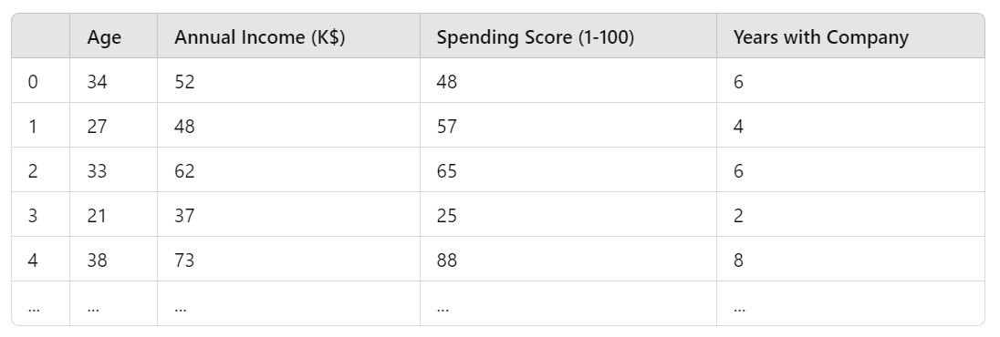 Age Annual Income (K$) Spending Score (1-100) Years with Company
0 34 52 48 6
1 27 48 57 4
2 33 62 65 6
3 21 37 25 2
4 38 73 88 8
... ... ... ... ...